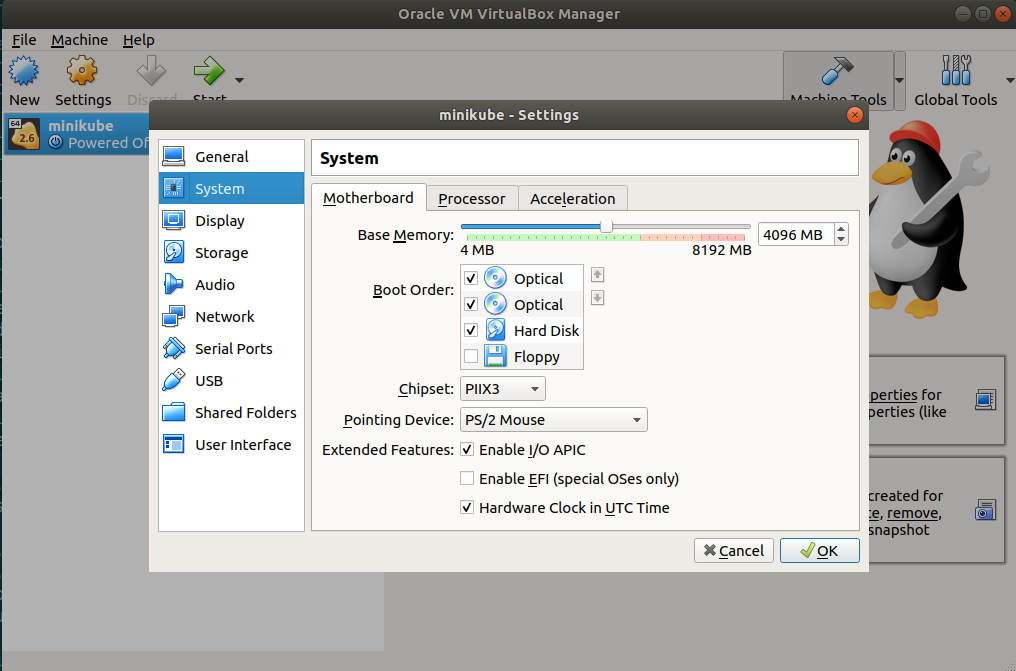 Oracle VM VirtualBox Manager
File Machine Help
New Settings Discard Start Machine Tools Global Tools
64
2.6
minikube
Powered Of
minikube - Settings
General
System
Display
Storage
Audio
Network
Serial Ports
USB
Shared Folders
User Interface
System
Motherboard Processor Acceleration
Base Memory: 4096 MB
4 MB 8192 MB
Boot Order:
Optical
Optical
Hard Disk
Floppy
Chipset: PIIX3
Pointing Device: PS/2 Mouse
Extended Features: Enable I/O APIC
Enable EFI (special OSes only)
Hardware Clock in UTC Time
Cancel OK
perties for
perties (like
created for
te, remove,
snapshot